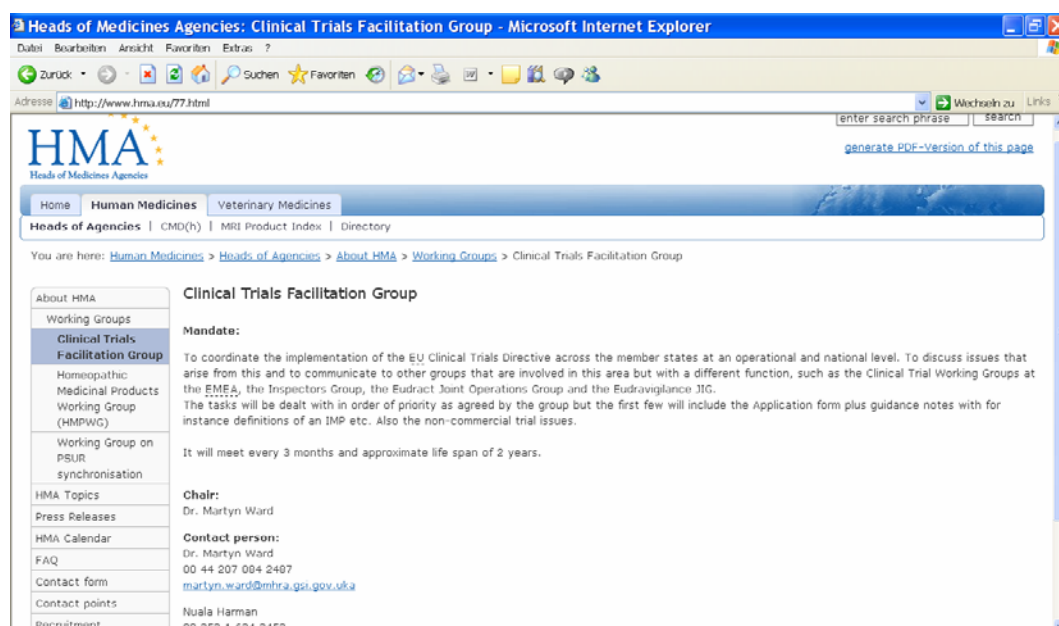 Heads of Medicines Agencies: Clinical Trials Facilitation Group - Microsoft Internet Explorer
Datei Bearbeiten Ansicht Favoriten Extras ?
Zurück Suchen Favoriten
Adresse http://www.hma.eu/77.html Wechseln zu Links
enter search phrase search
HMA
Heads of Medicines Agencies
generate PDF-Version of this page
Home Human Medicines Veterinary Medicines
Heads of Agencies | CMD(h) | MRI Product Index | Directory
You are here: Human Medicines > Heads of Agencies > About HMA > Working Groups > Clinical Trials Facilitation Group
About HMA
Working Groups
Clinical Trials
Facilitation Group
Homeopathic
Medicinal Products
Working Group
(HMPWG)
Working Group on
PSUR
synchronisation
HMA Topics
Press Releases
HMA Calendar
FAQ
Contact form
Contact points
Recruitment
Clinical Trials Facilitation Group
Mandate:
To coordinate the implementation of the EU Clinical Trials Directive across the member states at an operational and national level. To discuss issues that
arise from this and to communicate to other groups that are involved in this area but with a different function, such as the Clinical Trial Working Groups at
the EMEA, the Inspectors Group, the Eudract Joint Operations Group and the Eudravigilance JIG.
The tasks will be dealt with in order of priority as agreed by the group but the first few will include the Application form plus guidance notes with for
instance definitions of an IMP etc. Also the non-commercial trial issues.
It will meet every 3 months and approximate life span of 2 years.
Chair:
Dr. Martyn Ward
Contact person:
Dr. Martyn Ward
00 44 207 084 2487
martyn.ward@mhra.gsi.gov.uka
Nuala Harman